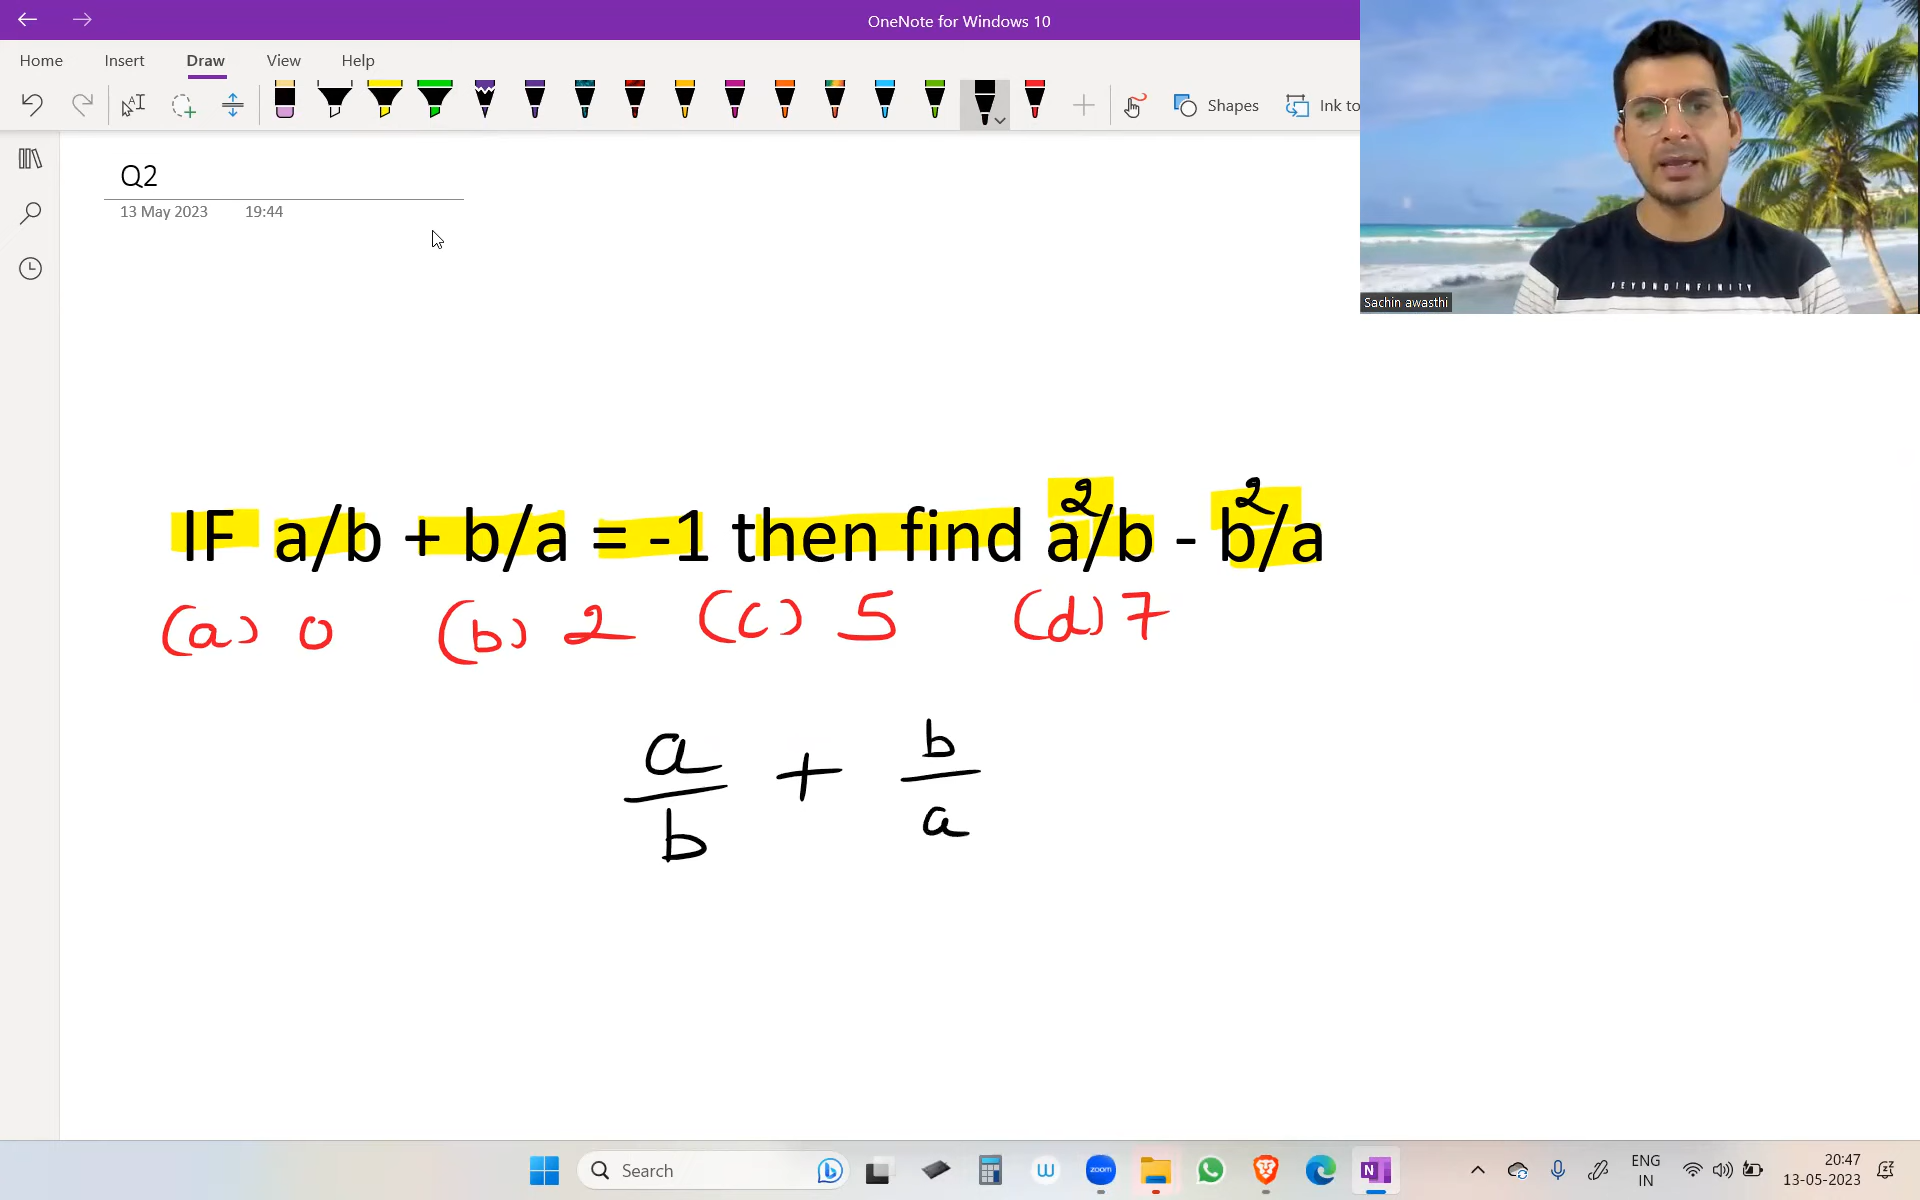 OneNote for Windows 10
Home Insert Draw View Help
Shapes Ink to
Q2
13 May 2023 19:44
BEYONDINFINITY
Sachin awasthi
IF a/b + b/a = -1 then find a²/b - b²/a
(a) 0 (b) 2 (c) 5 (d) 7
a/b + b/a
Search
W
zoom
N
ENG
IN
20:47
13-05-2023